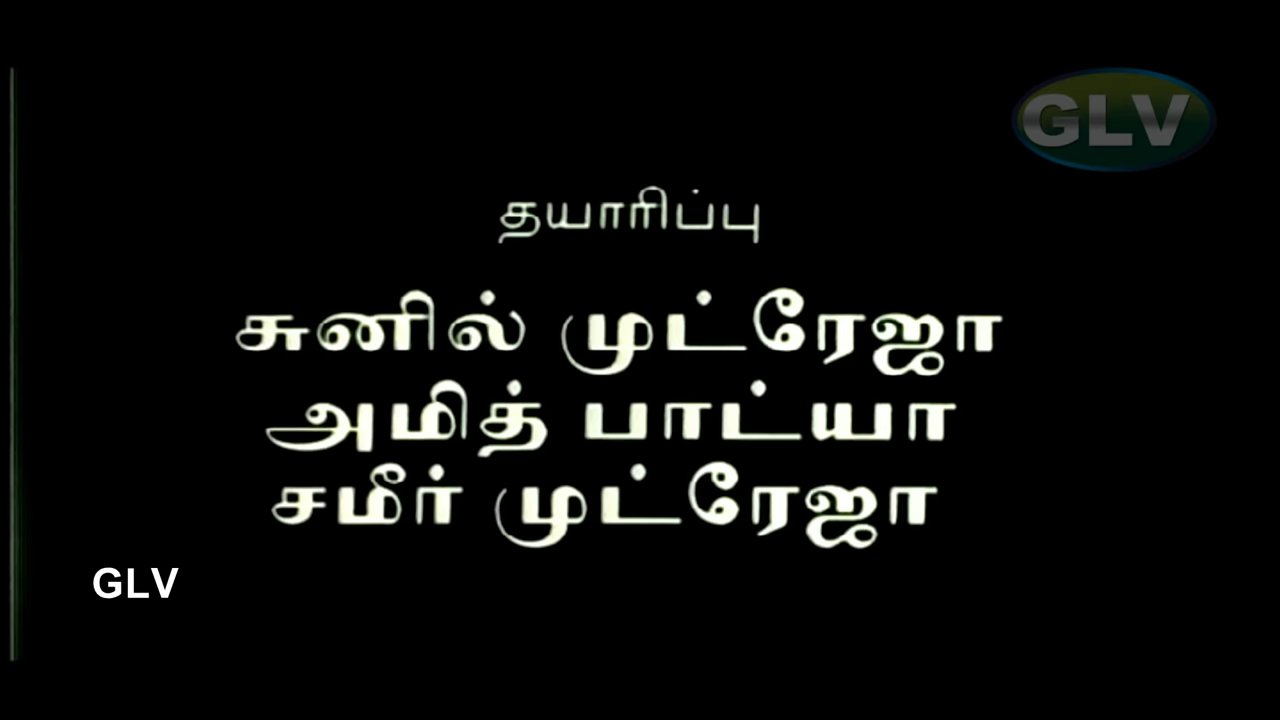 GLV
தயாரிப்பு
சுனில் முட்ரேஜா
அமித் பாட்யா
சமீர் முட்ரேஜா
GLV